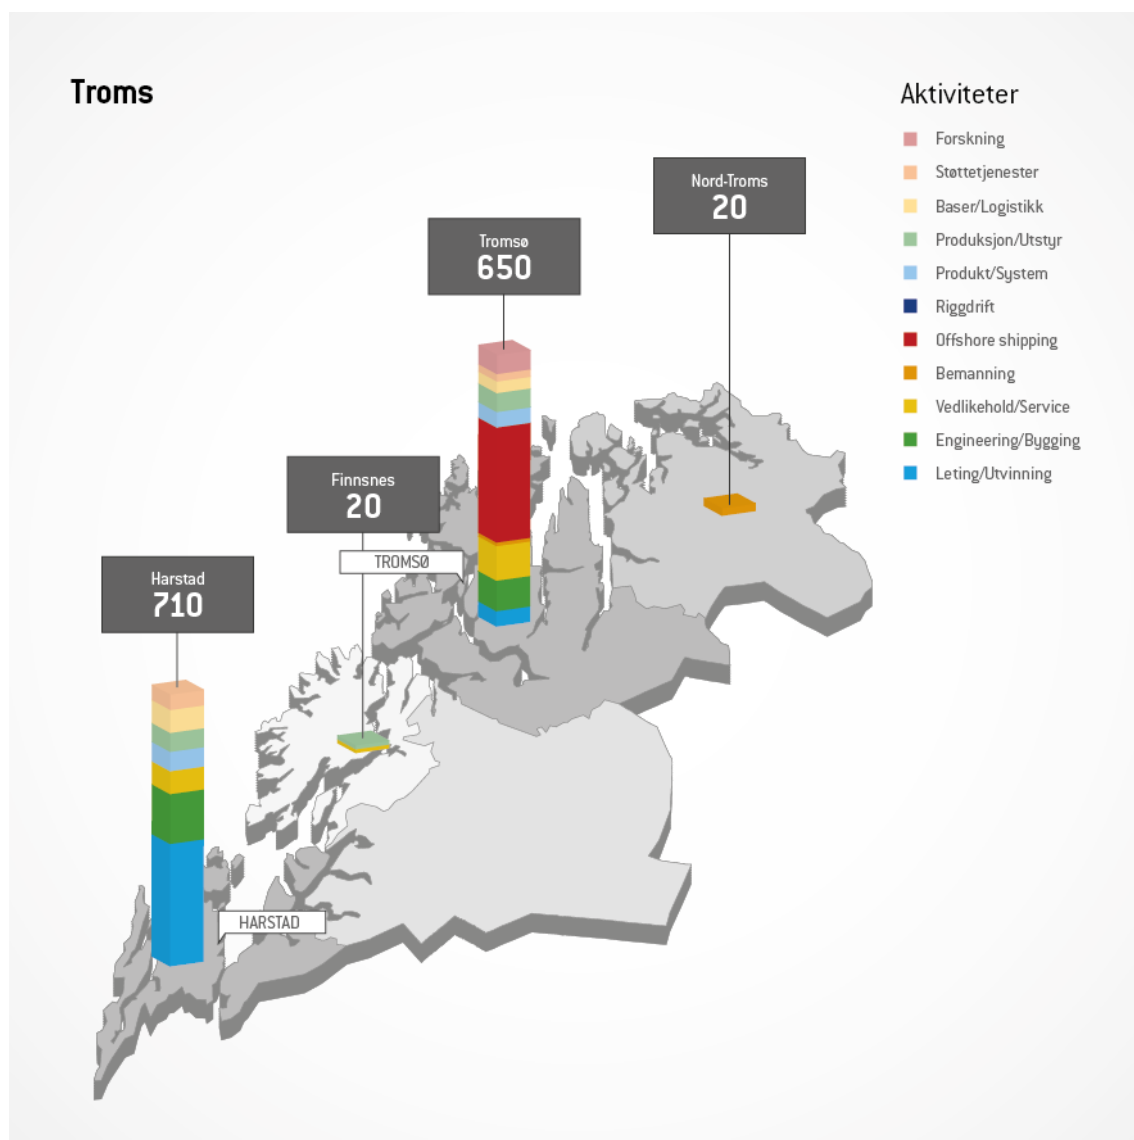 Troms
Aktiviteter
Forskning
Støttetjenester
Baser/Logistikk
Produksjon/Utstyr
Produkt/System
Riggdrift
Offshore shipping
Bemanning
Vedlikehold/Service
Engineering/Bygging
Leting/Utvinning
Nord-Troms
20
Tromsø
650
Finnsnes
20
TROMSØ
Harstad
710
HARSTAD